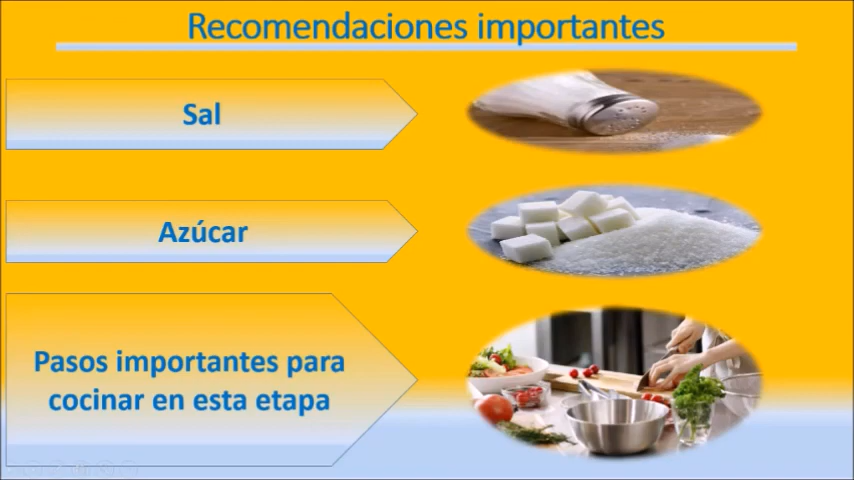 Recomendaciones importantes
Sal
Azúcar
Pasos importantes para
cocinar en esta etapa